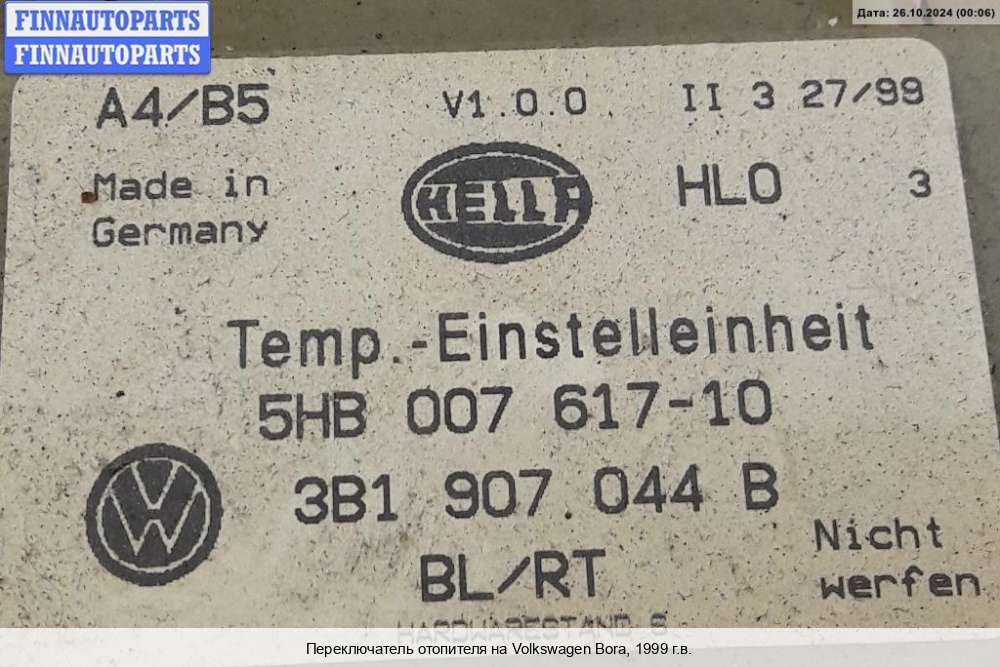 FINNAUTOPARTS
FINNAUTOPARTS
Дата: 26.10.2024 (00:06)
A4/B5 V1.0.0 II 3 27/99
Made in HELLA HLO 3
Germany
Temp.-Einstelleinheit
5HB 007 617-10
3B1 907 044 B
BL/RT
Nicht
werfen
HARDWARESTAND
Переключатель отопителя на Volkswagen Bora, 1999 г.в.